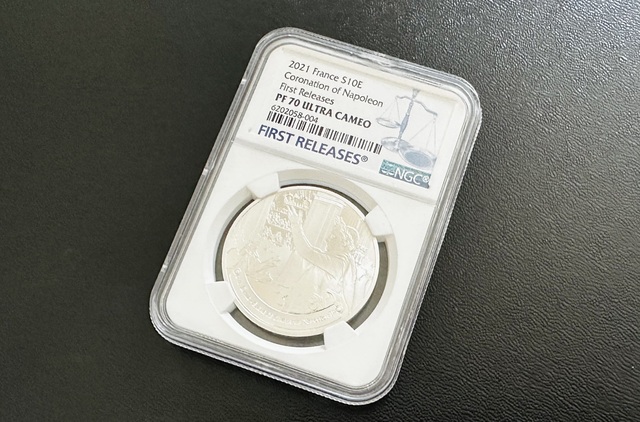 2021 France S10E
Coronation of Napoleon
First Releases
PF 70 ULTRA CAMEO
6202058-004
FIRST RELEASES®
NGC®